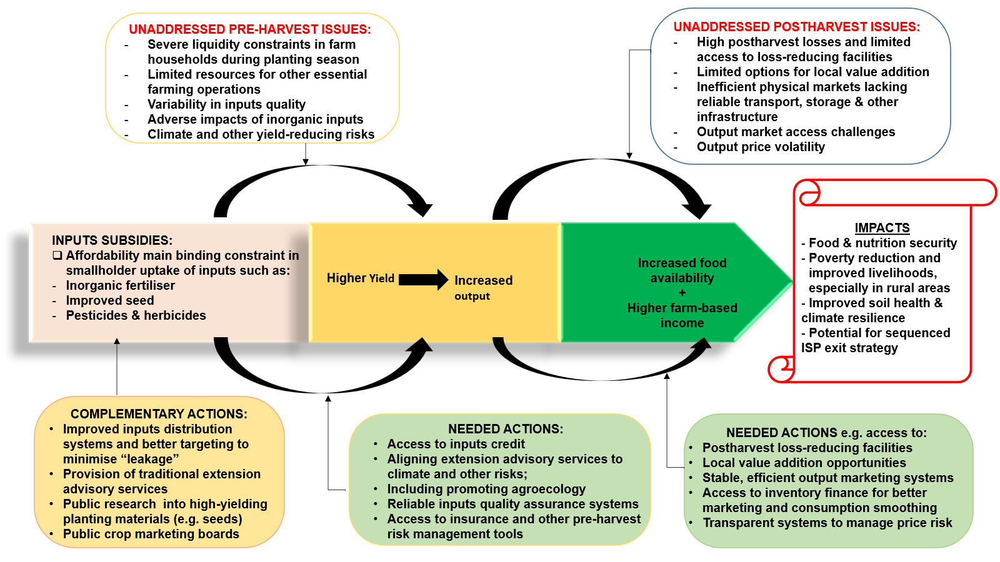 UNADDRESSED PRE-HARVEST ISSUES:
- Severe liquidity constraints in farm
households during planting season
- Limited resources for other essential
farming operations
- Variability in inputs quality
- Adverse impacts of inorganic inputs
- Climate and other yield-reducing risks
UNADDRESSED POSTHARVEST ISSUES:
- High postharvest losses and limited
access to loss-reducing facilities
- Limited options for local value addition
- Inefficient physical markets lacking
reliable transport, storage & other
infrastructure
- Output market access challenges
- Output price volatility
INPUTS SUBSIDIES:
❑ Affordability main binding constraint in
smallholder uptake of inputs such as:
- Inorganic fertiliser
- Improved seed
- Pesticides & herbicides
Higher Yield
Increased
output
Increased food
availability
+
Higher farm-based
income
IMPACTS
- Food & nutrition security
- Poverty reduction and
improved livelihoods,
especially in rural areas
- Improved soil health &
climate resilience
- Potential for sequenced
ISP exit strategy
COMPLEMENTARY ACTIONS:
• Improved inputs distribution
systems and better targeting to
minimise “leakage”
• Provision of traditional extension
advisory services
• Public research into high-yielding
planting materials (e.g. seeds)
• Public crop marketing boards
NEEDED ACTIONS:
• Access to inputs credit
• Aligning extension advisory services to
climate and other risks;
• Including promoting agroecology
• Reliable inputs quality assurance systems
• Access to insurance and other pre-harvest
risk management tools
NEEDED ACTIONS e.g. access to:
• Postharvest loss-reducing facilities
• Local value addition opportunities
• Stable, efficient output marketing systems
• Access to inventory finance for better
marketing and consumption smoothing
• Transparent systems to manage price risk